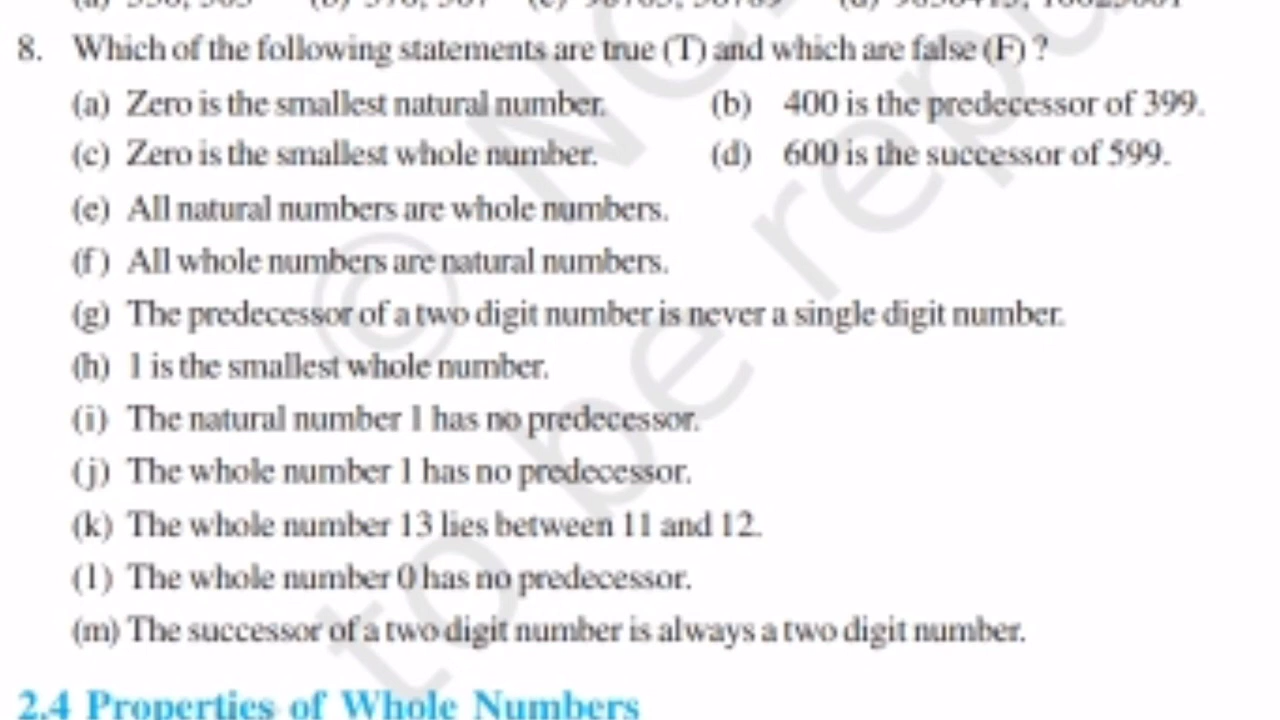 8. Which of the following statements are true (T) and which are false (F) ?
(a) Zero is the smallest natural number. (b) 400 is the predecessor of 399.
(c) Zero is the smallest whole number. (d) 600 is the successor of 599.
(e) All natural numbers are whole numbers.
(f) All whole numbers are natural numbers.
(g) The predecessor of a two digit number is never a single digit number.
(h) 1 is the smallest whole number.
(i) The natural number 1 has no predecessor.
(j) The whole number 1 has no predecessor.
(k) The whole number 13 lies between 11 and 12.
(l) The whole number 0 has no predecessor.
(m) The successor of a two digit number is always a two digit number.
2.4 Properties of Whole Numbers
© NC
to be repu